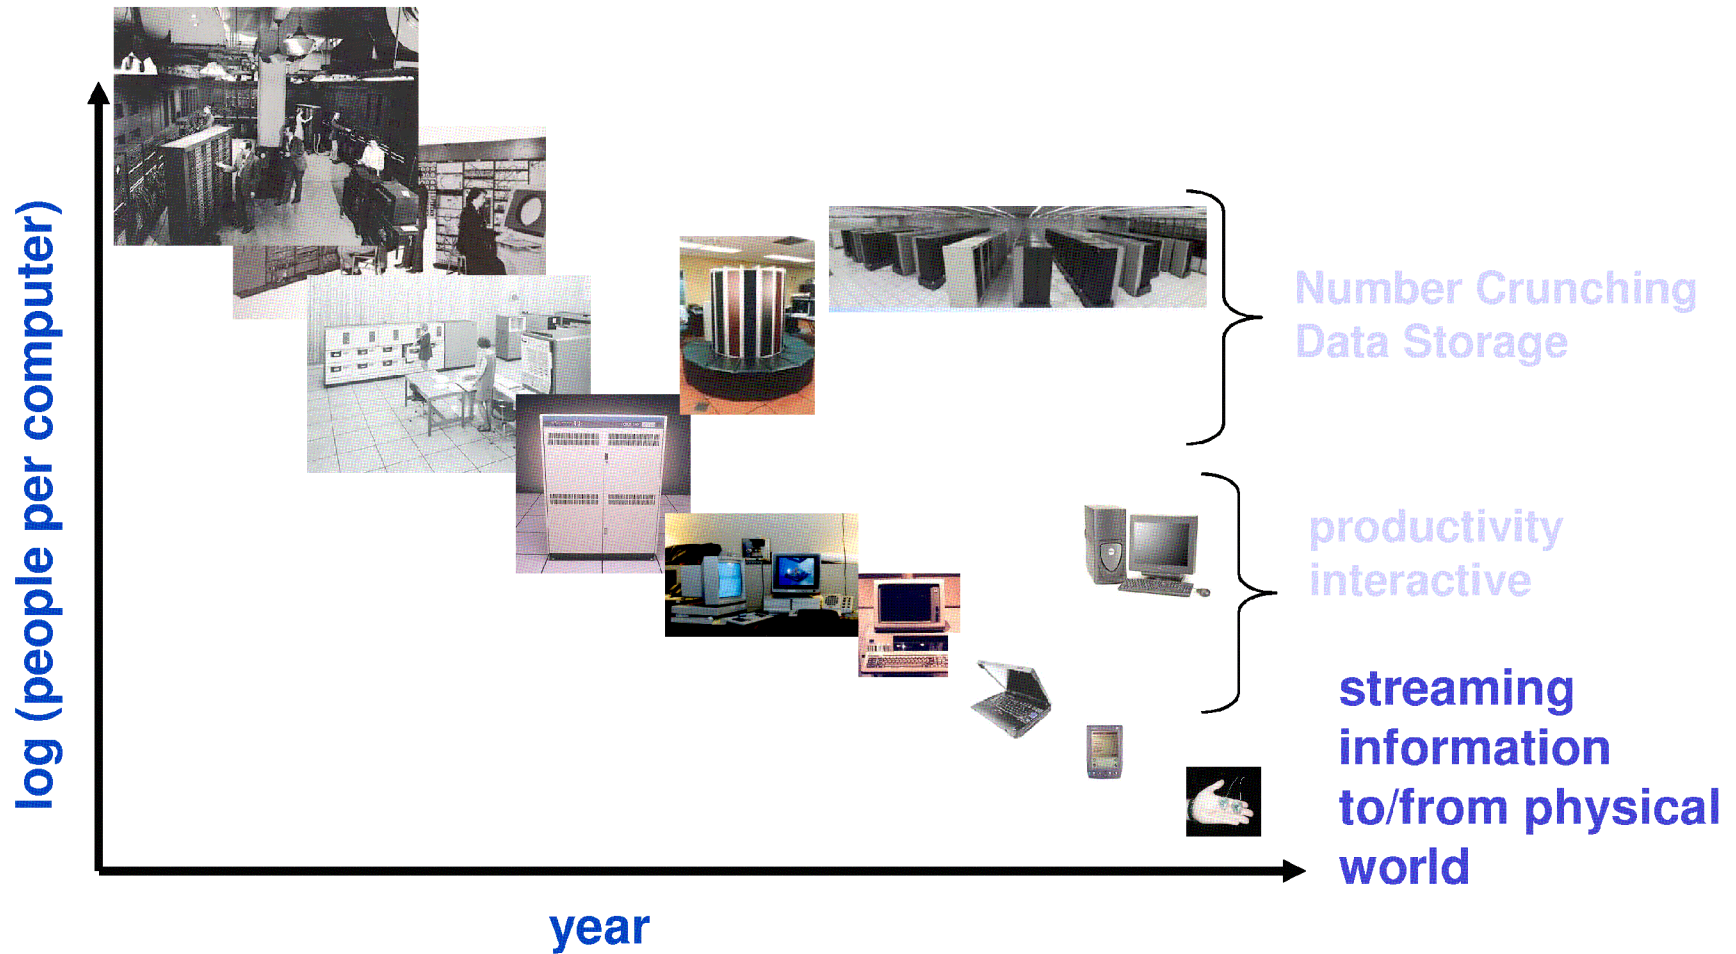 log (people per computer)
year
Number Crunching
Data Storage
productivity
interactive
streaming
information
to/from physical
world